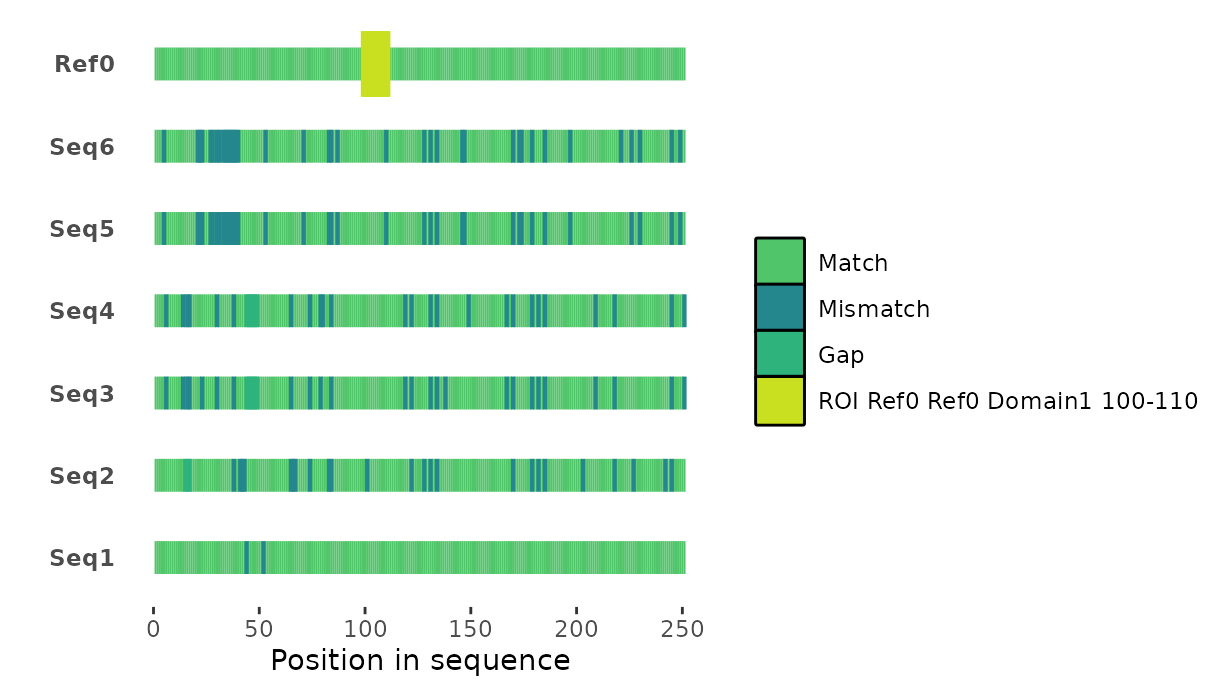 Ref0
Seq6
Seq5
Seq4
Seq3
Seq2
Seq1
0 50 100 150 200 250
Position in sequence
Match
Mismatch
Gap
ROI Ref0 Ref0 Domain1 100-110